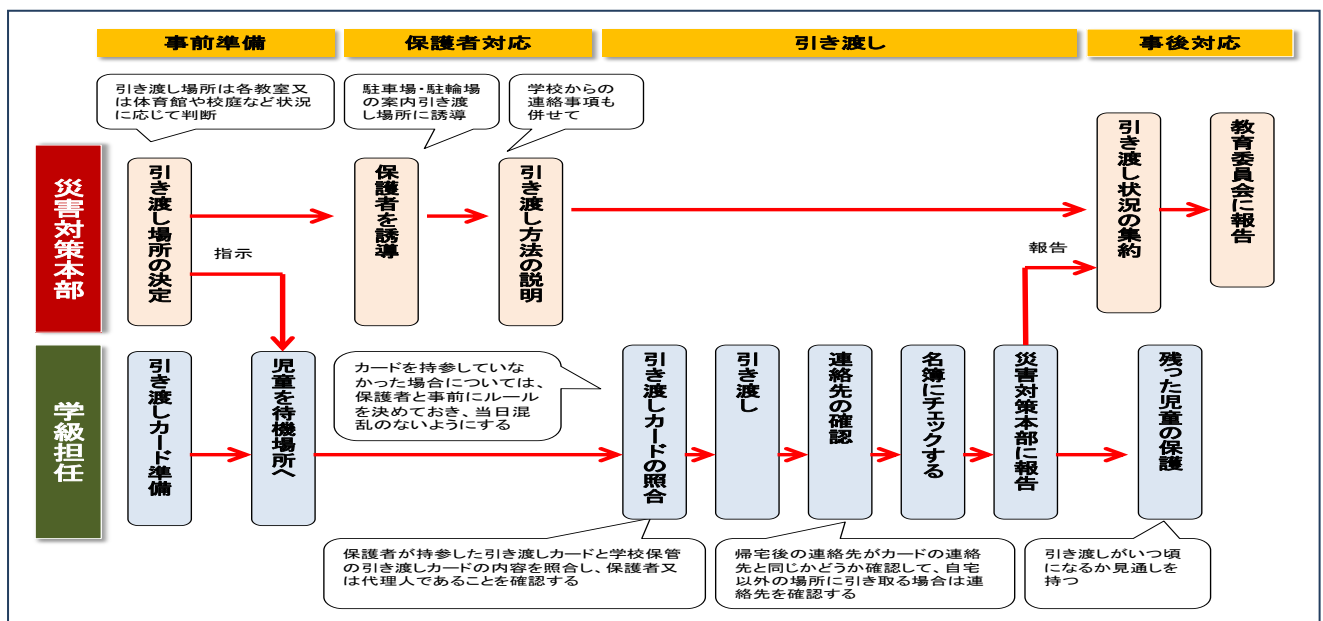 事前準備
保護者対応
引き渡し
事後対応
引き渡し場所は各教室又
は体育館や校庭など状況
に応じて判断
駐車場・駐輪場
の案内引き渡
し場所に誘導
学校からの
連絡事項も
併せて
災害対策本部
引き渡し場所の決定
保護者を誘導
引き渡し方法の説明
引き渡し状況の集約
教育委員会に報告
指示
報告
学級担任
引き渡しカード準備
児童を待機場所へ
カードを持参していな
かった場合については、
保護者と事前にルール
を決めておき、当日混
乱のないようにする
引き渡しカードの照合
引き渡し
連絡先の確認
名簿にチェックする
災害対策本部に報告
残った児童の保護
保護者が持参した引き渡しカードと学校保管
の引き渡しカードの内容を照合し、保護者又
は代理人であることを確認する
帰宅後の連絡先がカードの連絡
先と同じかどうか確認して、自宅
以外の場所に引き取る場合は連
絡先を確認する
引き渡しがいつ頃
になるか見通しを
持つ